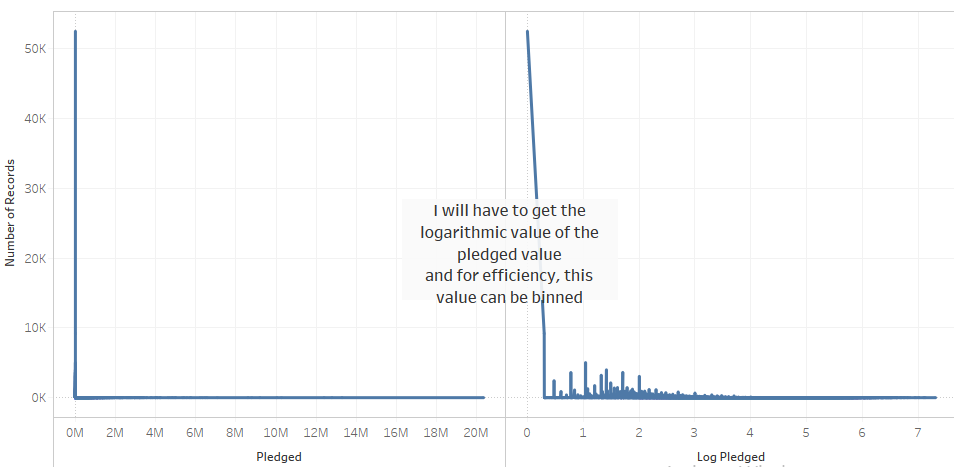 50K
40K
30K
20K
10K
0K
Number of Records
I will have to get the
logarithmic value of the
pledged value
and for efficiency, this
value can be binned
0M 2M 4M 6M 8M 10M 12M 14M 16M 18M 20M
0 1 2 3 4 5 6 7
Pledged
Log Pledged